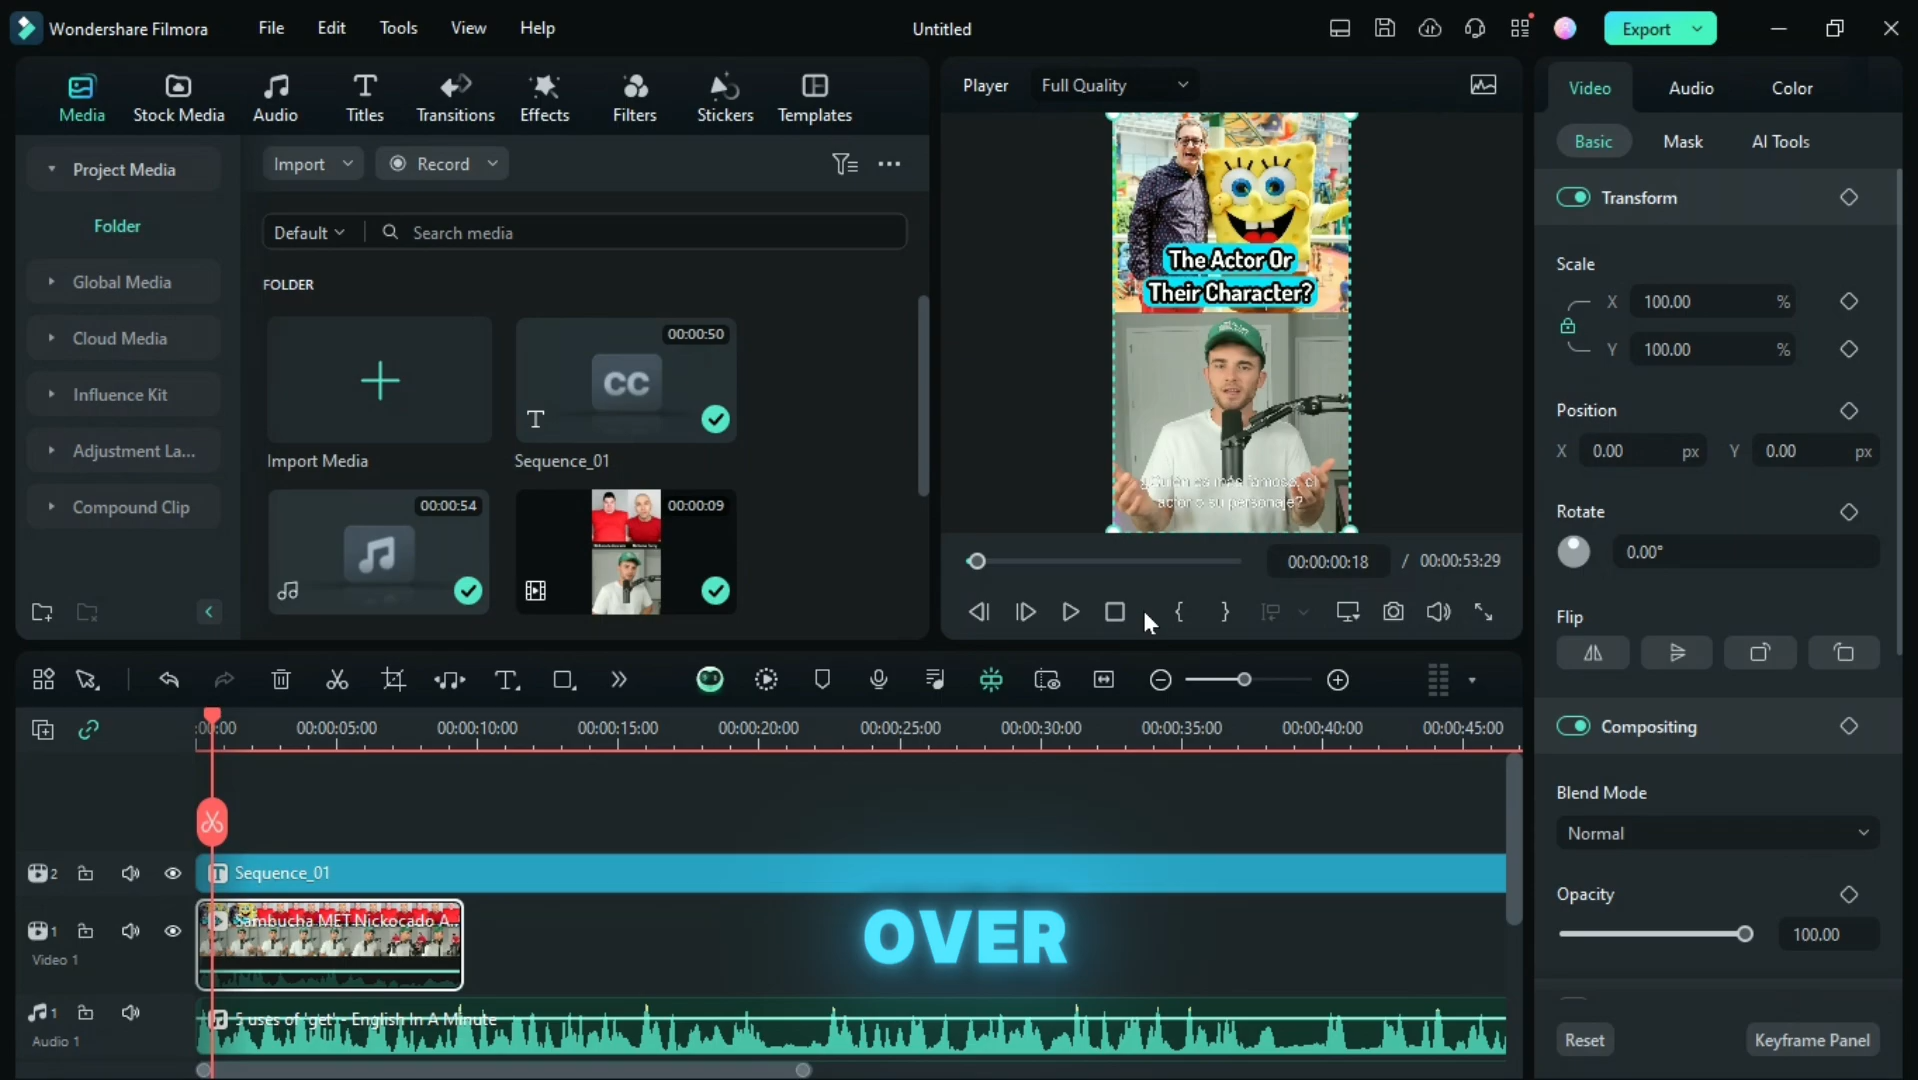 Wondershare Filmora
File
Edit
Tools
View
Help
Untitled
Export
Media
Stock Media
Audio
Titles
Transitions
Effects
Filters
Stickers
Templates
Project Media
Folder
Global Media
Cloud Media
Influence Kit
Adjustment La...
Compound Clip
Import
Record
Default
Search media
FOLDER
Import Media
00:00:50
CC
T
Sequence_01
00:00:54
00:00:09
Player
Full Quality
The Actor Or
Their Character?
¿Quién es más famoso, el
actor o su personaje?
00:00:00:18
/ 00:00:53:29
Video
Audio
Color
Basic
Mask
AI Tools
Transform
Scale
X 100.00 %
Y 100.00 %
Position
X 0.00 px Y 0.00 px
Rotate
0.00°
Flip
Compositing
Blend Mode
Normal
Opacity
100.00
Reset
Keyframe Panel
:00:00
00:00:05:00
00:00:10:00
00:00:15:00
00:00:20:00
00:00:25:00
00:00:30:00
00:00:35:00
00:00:40:00
00:00:45:00
2
T Sequence_01
1
Sambucha MET Nickocado A...
Video 1
OVER
1
5 uses of 'get' - English In A Minute
Audio 1